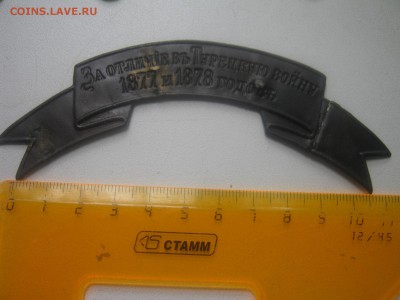 COINS.LAVE.RU
ЗА ОТЛИЧІЕ ВЪ ТУРЕЦКУЮ ВОЙНУ
1877 И 1878 ГОДОВЪ
0 1 2 3 4 5 6 7 8 9 10 11
СТАММ
12/45